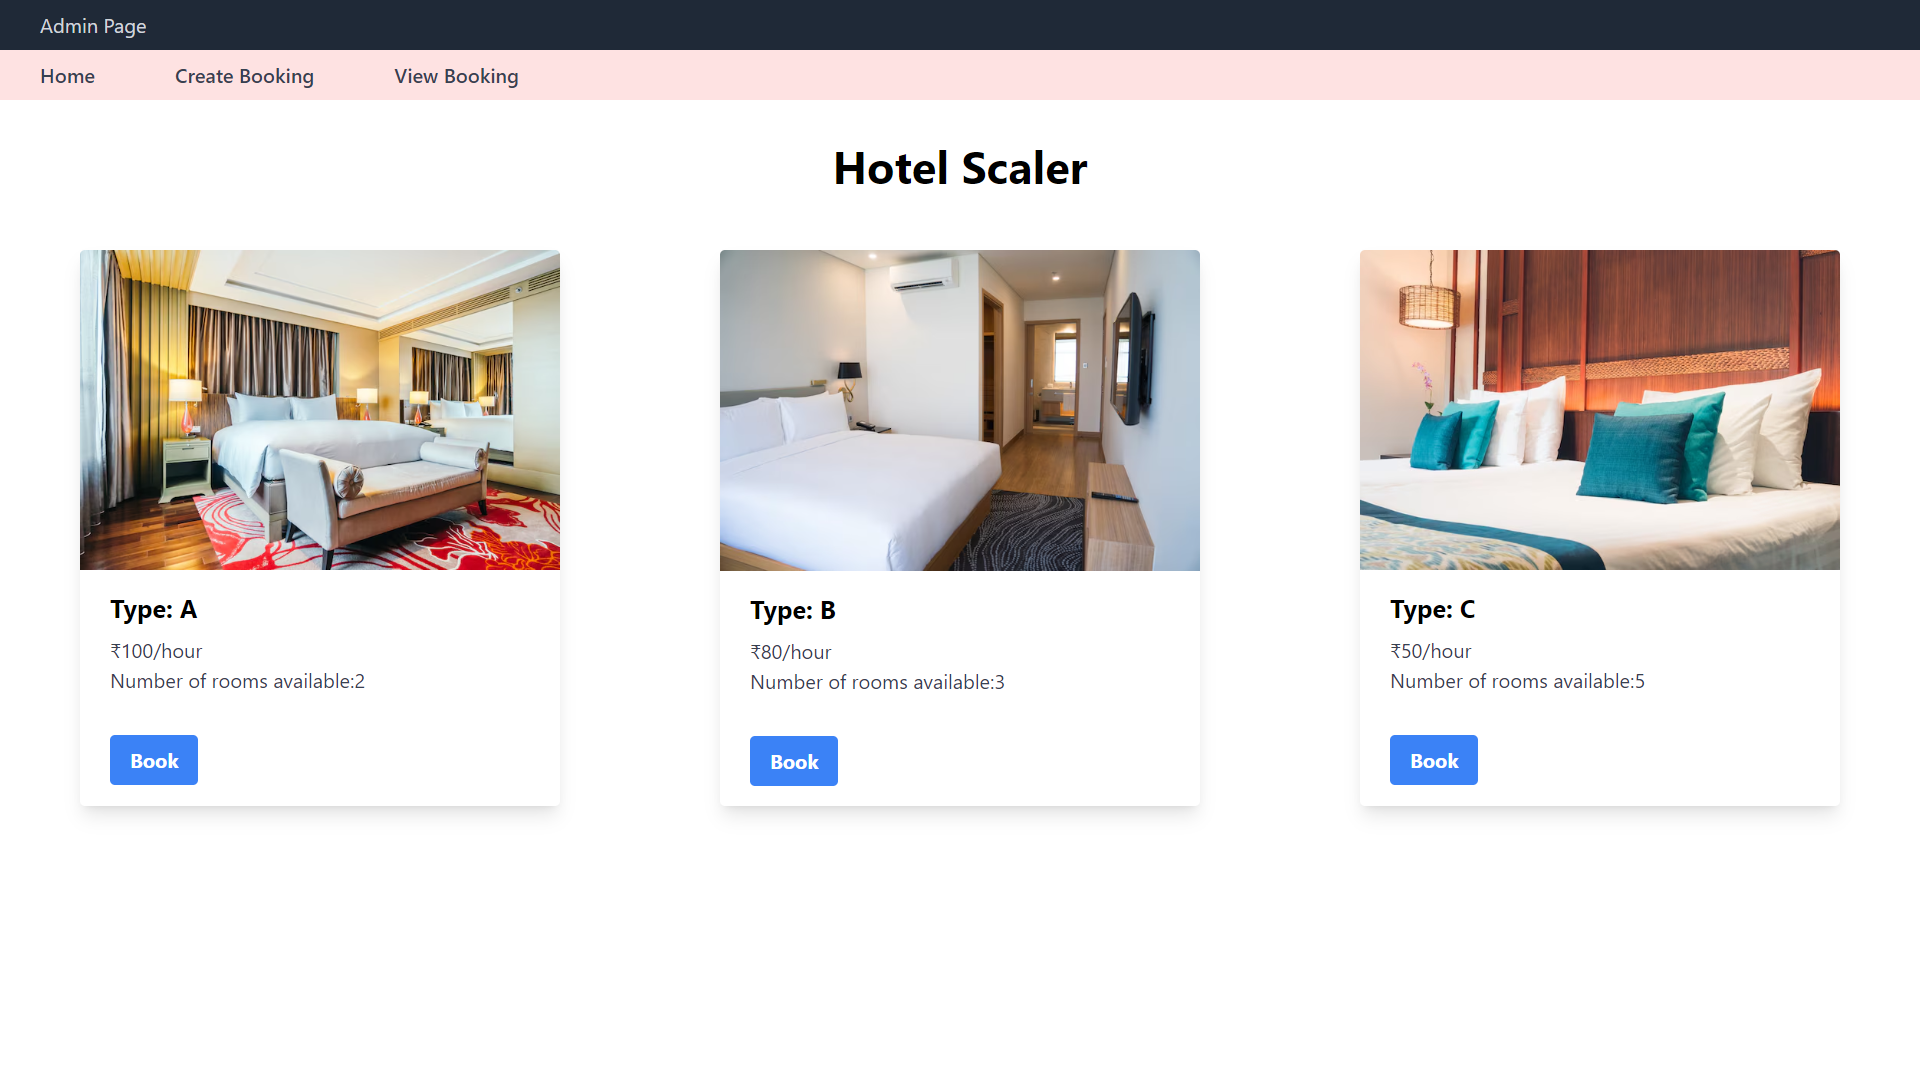 Admin Page
Home Create Booking View Booking
Hotel Scaler
Type: A
₹100/hour
Number of rooms available:2
Book
Type: B
₹80/hour
Number of rooms available:3
Book
Type: C
₹50/hour
Number of rooms available:5
Book